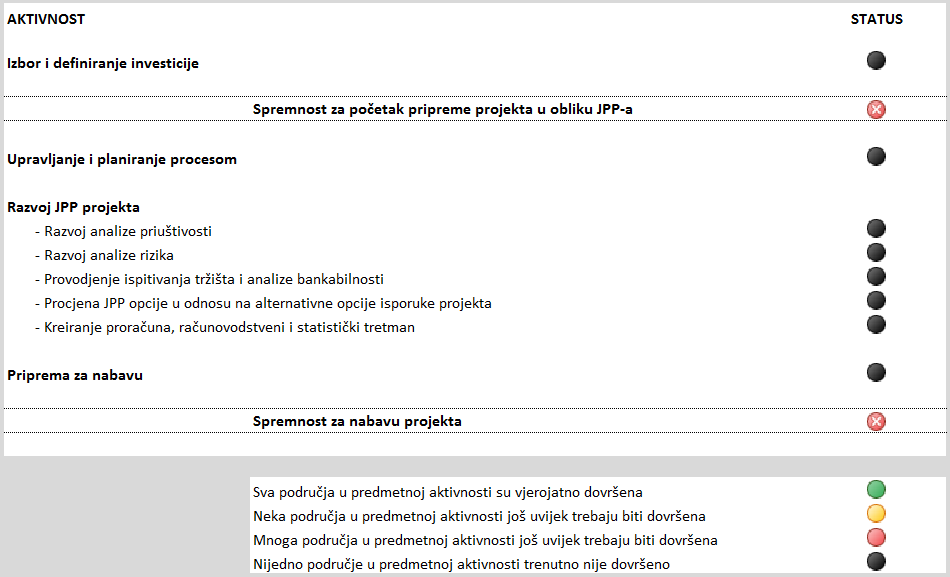 AKTIVNOST STATUS
Izbor i definiranje investicije
Spremnost za početak pripreme projekta u obliku JPP-a
Upravljanje i planiranje procesom
Razvoj JPP projekta
- Razvoj analize priuštivosti
- Razvoj analize rizika
- Provodjenje ispitivanja tržišta i analize bankabilnosti
- Procjena JPP opcije u odnosu na alternativne opcije isporuke projekta
- Kreiranje proračuna, računovodstveni i statistički tretman
Priprema za nabavu
Spremnost za nabavu projekta
Sva područja u predmetnoj aktivnosti su vjerojatno dovršena
Neka područja u predmetnoj aktivnosti još uvijek trebaju biti dovršena
Mnoga područja u predmetnoj aktivnosti još uvijek trebaju biti dovršena
Nijedno područje u predmetnoj aktivnosti trenutno nije dovršeno